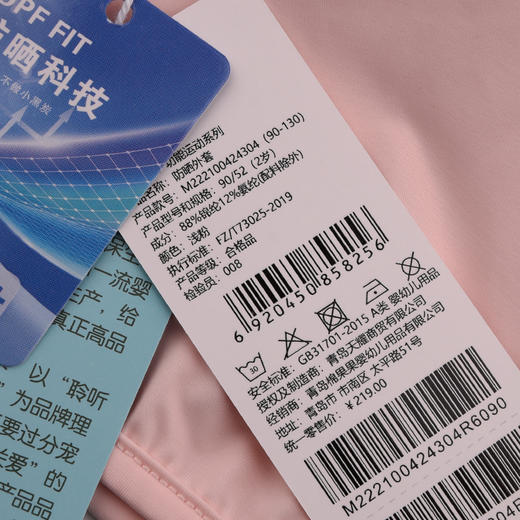 UPF FIT
防晒科技
不做小黑炭
功能运动系列
品名称：防晒外套
产品款号：M222100424304 (90-130)
产品型号和规格：90/52 (2岁)
成分：88%锦纶12%氨纶(配料除外)
颜色：浅粉
执行标准：FZ/T73025-2019
产品等级：合格品
检验员：008
6920450858256
30
安全标准：GB31701-2015 A类 婴幼儿用品
授权及制造商：青岛天儱商贸有限公司
经销商：青岛楠果果婴幼儿用品有限公司
地址：青岛市 市南区 太平路51号
统一零售价：¥219.00
M222100424304R6090
一流婴
生产，给
真正高品
以“聆听
”为品牌理
要过分宠
关爱”的
产品品